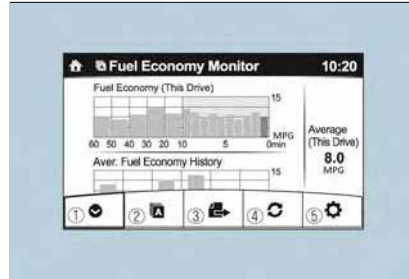 Fuel Economy Monitor 10:20
Fuel Economy (This Drive)
15
60 50 40 30 20 10 5 0min
MPG
Average
(This Drive)
8.0
MPG
Aver. Fuel Economy History
15
① ② A ③ ④ ⑤